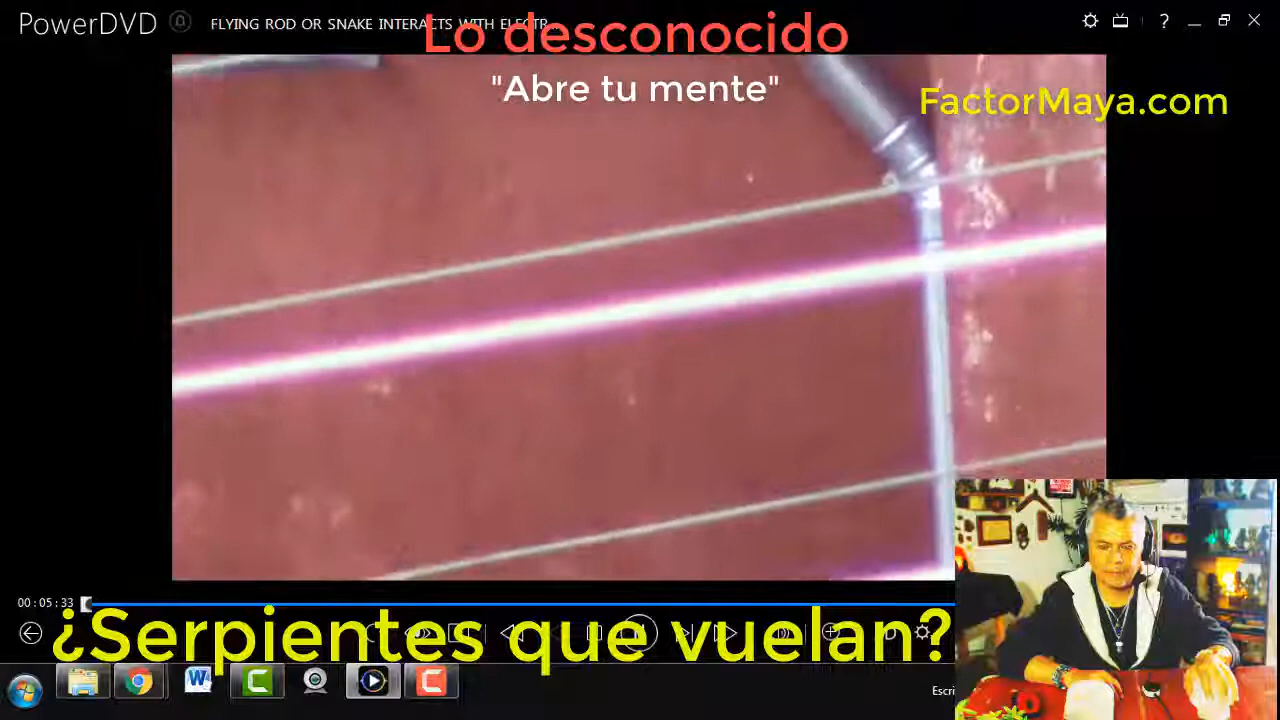 PowerDVD
FLYING ROD OR SNAKE INTERACTS WITH ELECTR...
Lo desconocido
"Abre tu mente"
FactorMaya.com
00:05:33
¿Serpientes que vuelan?
Escri